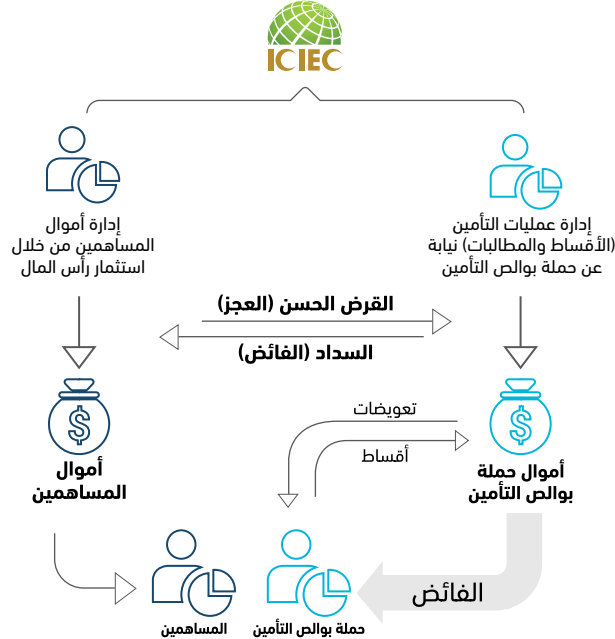 ICIEC
إدارة عمليات التأمين
(الأقساط والمطالبات) نيابة
عن حملة بوالص التأمين
إدارة أموال
المساهمين من خلال
استثمار رأس المال
القرض الحسن (العجز)
السداد (الفائض)
$
$
تعويضات
أقساط
أموال حملة
بوالص التأمين
أموال
المساهمين
الفائض
حملة بوالص التأمين
المساهمين